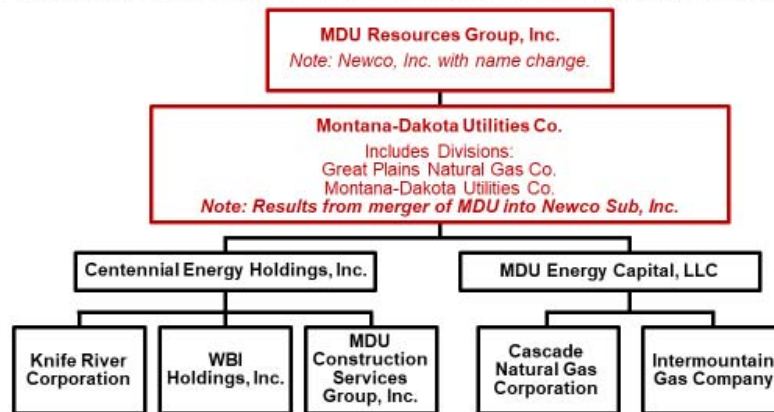 MDU Resources Group, Inc.
Note: Newco, Inc. with name change.
Montana-Dakota Utilities Co.
Includes Divisions:
Great Plains Natural Gas Co.
Montana-Dakota Utilities Co.
Note: Results from merger of MDU into Newco Sub, Inc.
Centennial Energy Holdings, Inc.
MDU Energy Capital, LLC
Knife River
Corporation
WBI
Holdings, Inc.
MDU
Construction
Services
Group, Inc.
Cascade
Natural Gas
Corporation
Intermountain
Gas Company